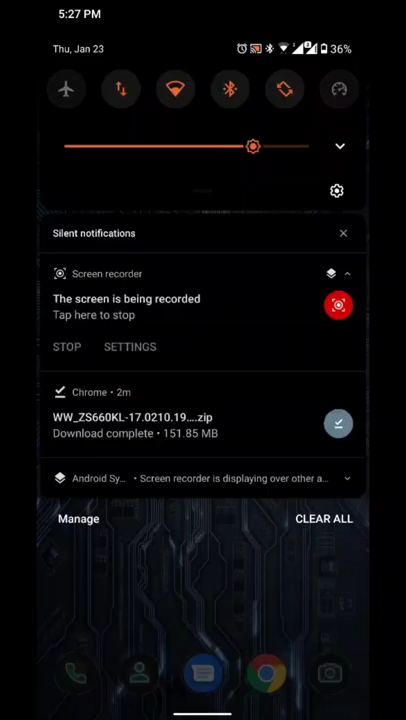 5:27 PM
Thu, Jan 23
36%
Silent notifications
Screen recorder
The screen is being recorded
Tap here to stop
STOP SETTINGS
Chrome • 2m
WW_ZS660KL-17.0210.19....zip
Download complete • 151.85 MB
Android Sy... • Screen recorder is displaying over other a...
Manage CLEAR ALL